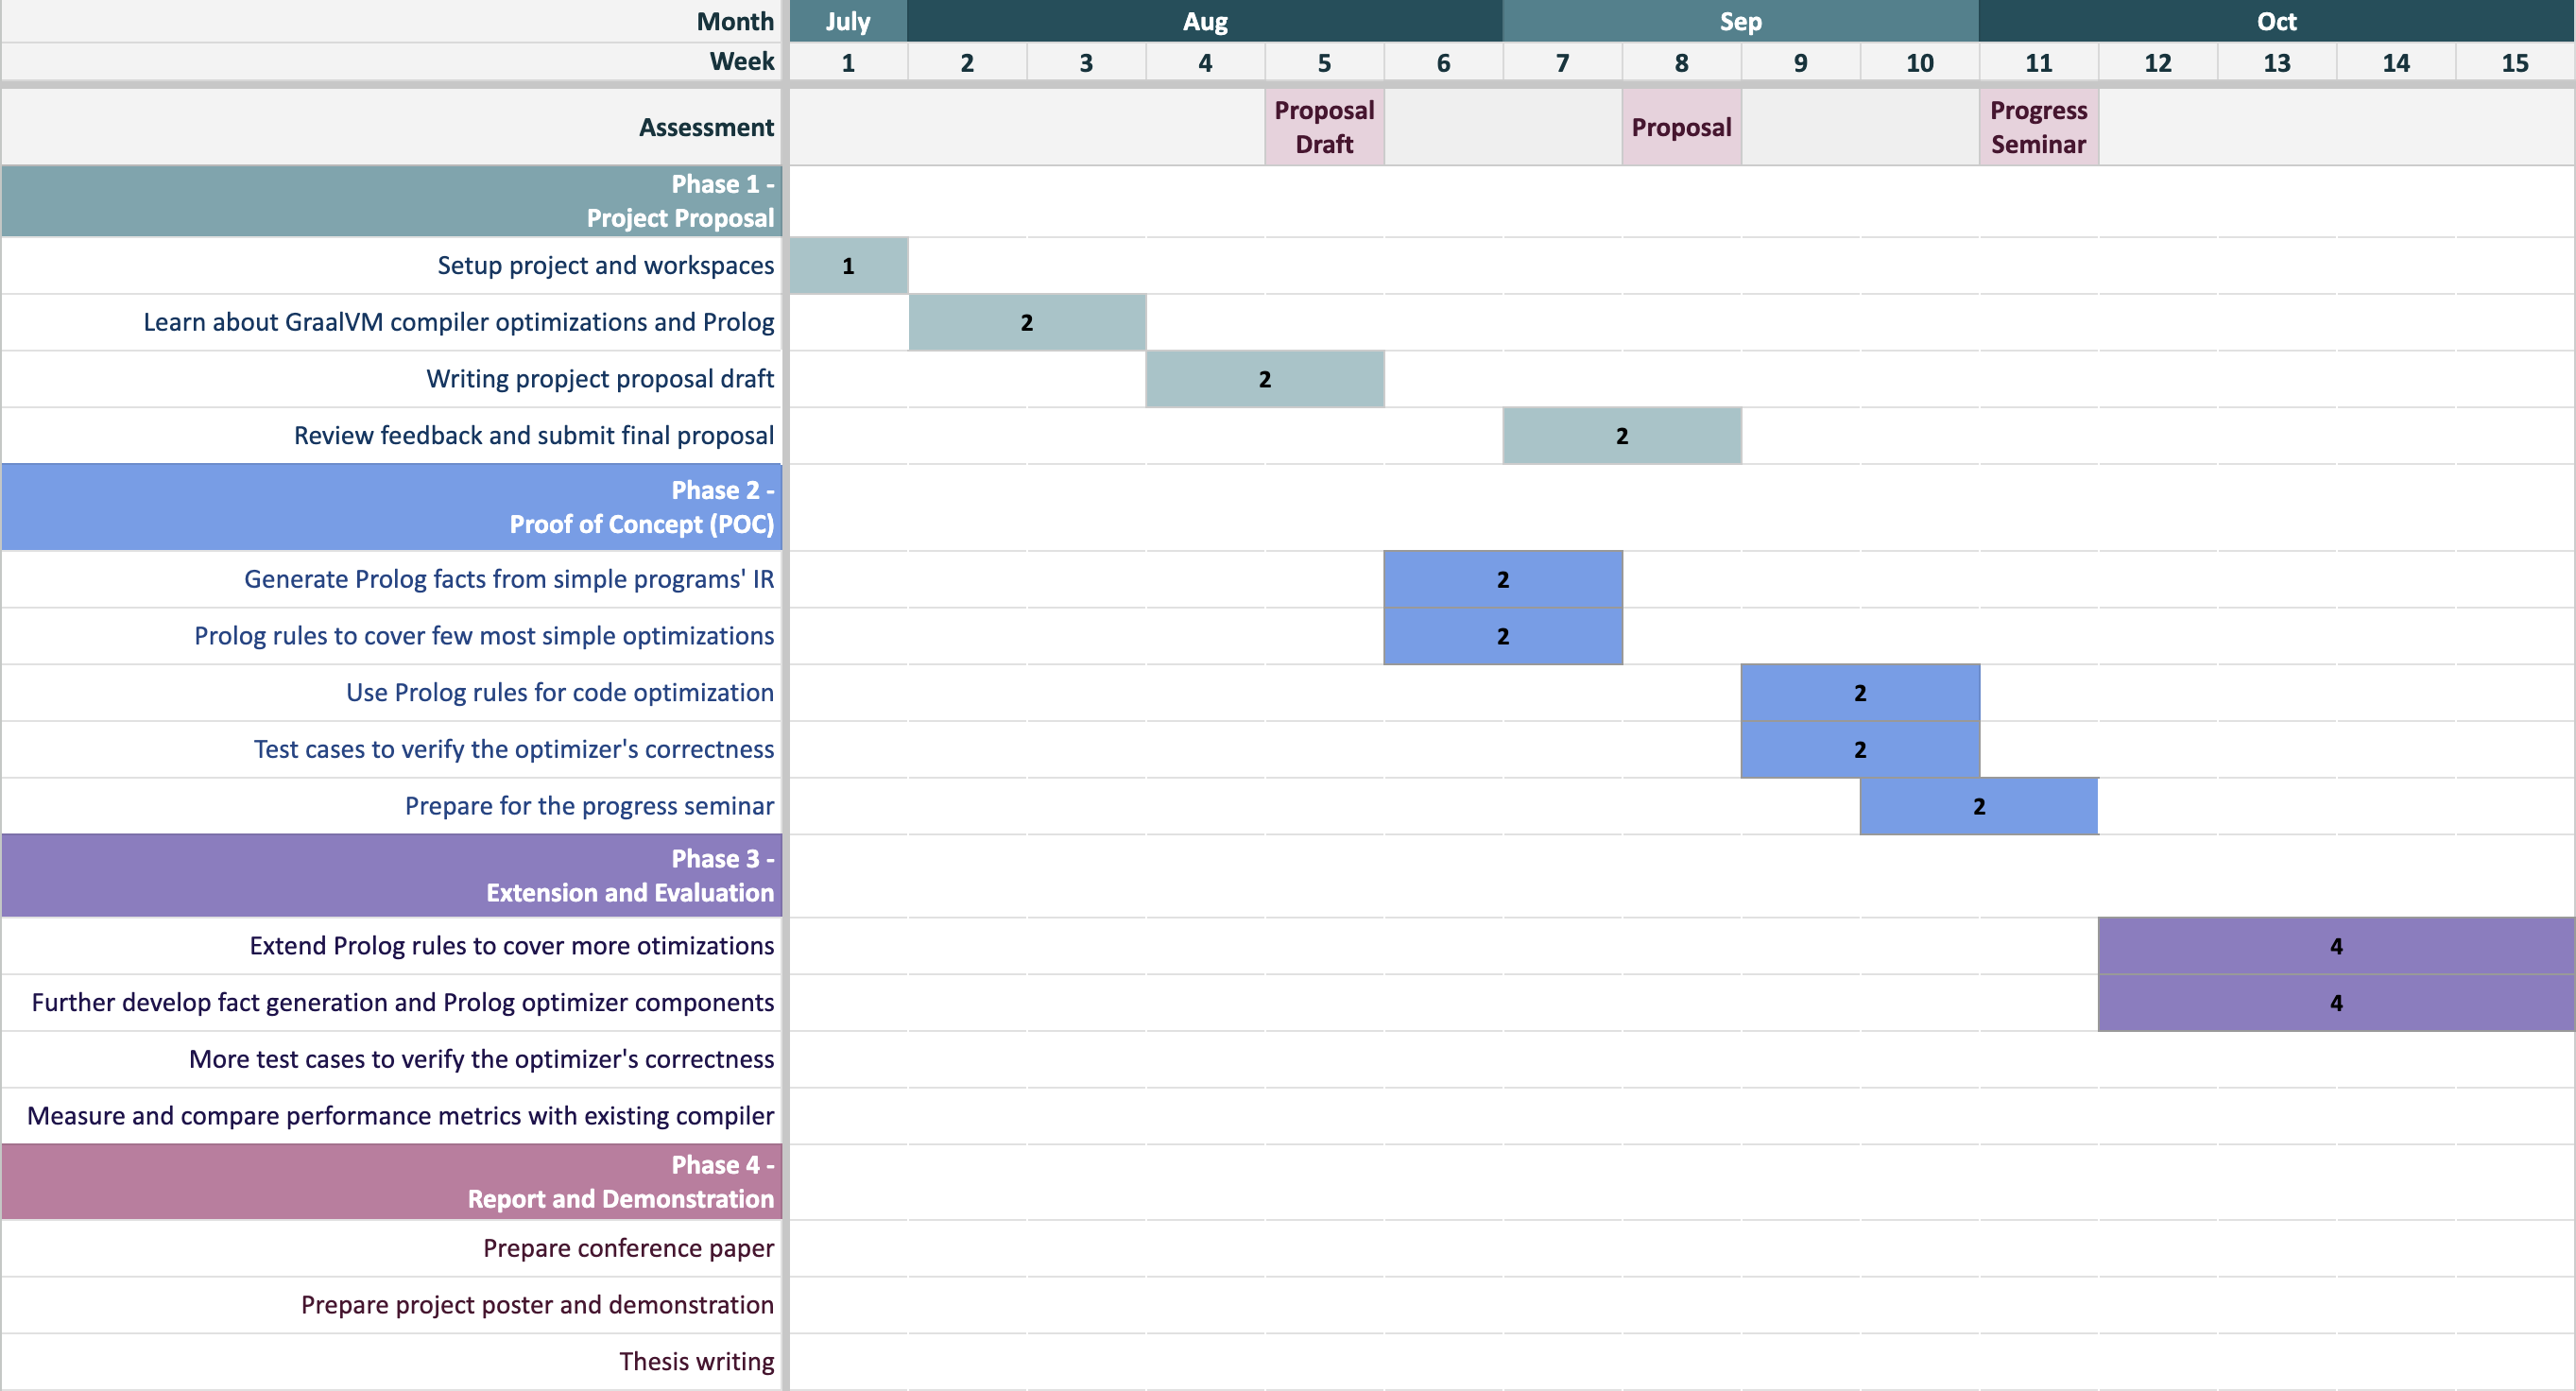 Month July Aug Sep Oct
Week 1 2 3 4 5 6 7 8 9 10 11 12 13 14 15
Assessment
Proposal
Draft
Proposal
Progress
Seminar
Phase 1 -
Project Proposal
Setup project and workspaces 1
Learn about GraalVM compiler optimizations and Prolog 2
Writing propject proposal draft 2
Review feedback and submit final proposal 2
Phase 2 -
Proof of Concept (POC)
Generate Prolog facts from simple programs' IR 2
Prolog rules to cover few most simple optimizations 2
Use Prolog rules for code optimization 2
Test cases to verify the optimizer's correctness 2
Prepare for the progress seminar 2
Phase 3 -
Extension and Evaluation
Extend Prolog rules to cover more otimizations 4
Further develop fact generation and Prolog optimizer components 4
More test cases to verify the optimizer's correctness
Measure and compare performance metrics with existing compiler
Phase 4 -
Report and Demonstration
Prepare conference paper
Prepare project poster and demonstration
Thesis writing